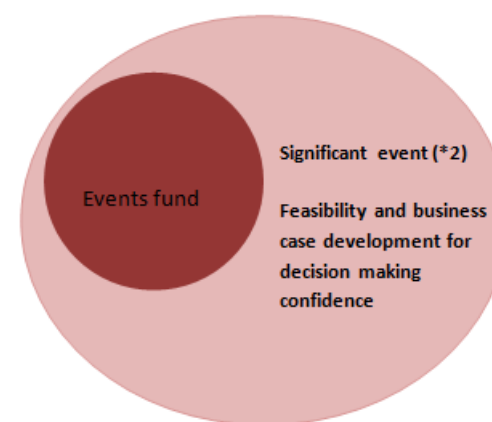 Events fund
Significant event (*2)
Feasibility and business
case development for
decision making
confidence